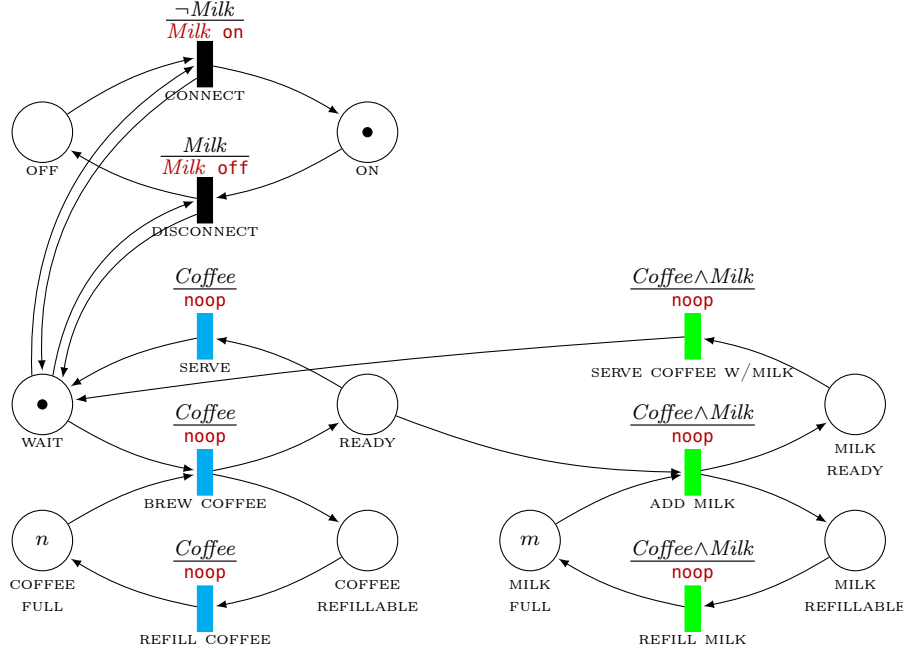 ¬Milk
Milk on
CONNECT
OFF
ON
Milk
Milk off
DISCONNECT
Coffee
noop
SERVE
Coffee∧Milk
noop
SERVE COFFEE W/MILK
WAIT
Coffee
noop
BREW COFFEE
READY
Coffee∧Milk
noop
ADD MILK
MILK
READY
n
COFFEE
FULL
Coffee
noop
REFILL COFFEE
COFFEE
REFILLABLE
m
MILK
FULL
Coffee∧Milk
noop
REFILL MILK
MILK
REFILLABLE